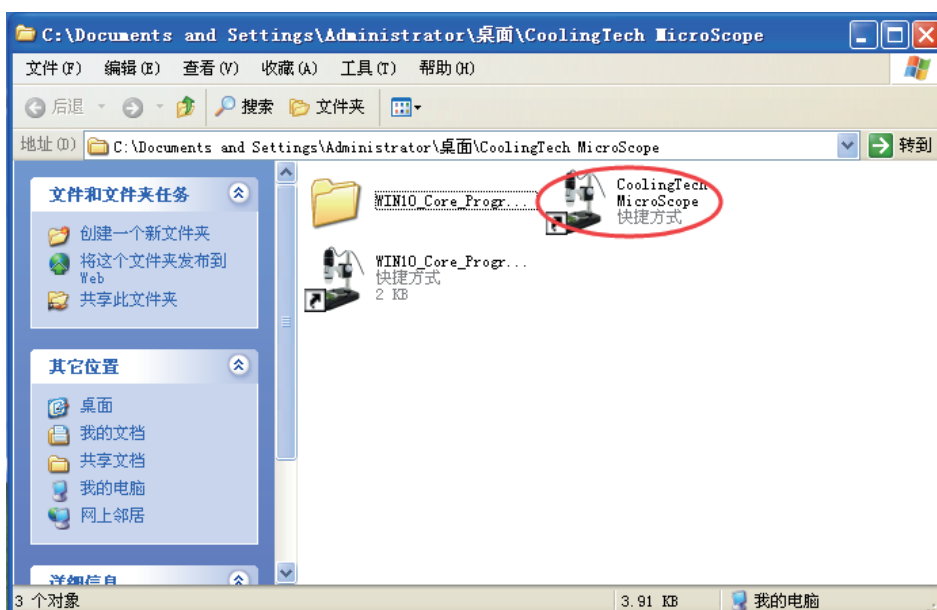 C:\Documents and Settings\Administrator\桌面\CoolingTech MicroScope
文件(F) 编辑(E) 查看(V) 收藏(A) 工具(T) 帮助(H)
后退 搜索 文件夹
地址(D) C:\Documents and Settings\Administrator\桌面\CoolingTech MicroScope 转到
文件和文件夹任务
创建一个新文件夹
将这个文件夹发布到
Web
共享此文件夹
其它位置
桌面
我的文档
共享文档
我的电脑
网上邻居
详细信息
WIN10_Core_Progr...
CoolingTech
MicroScope
快捷方式
WIN10_Core_Progr...
快捷方式
2 KB
3 个对象 3.91 KB 我的电脑